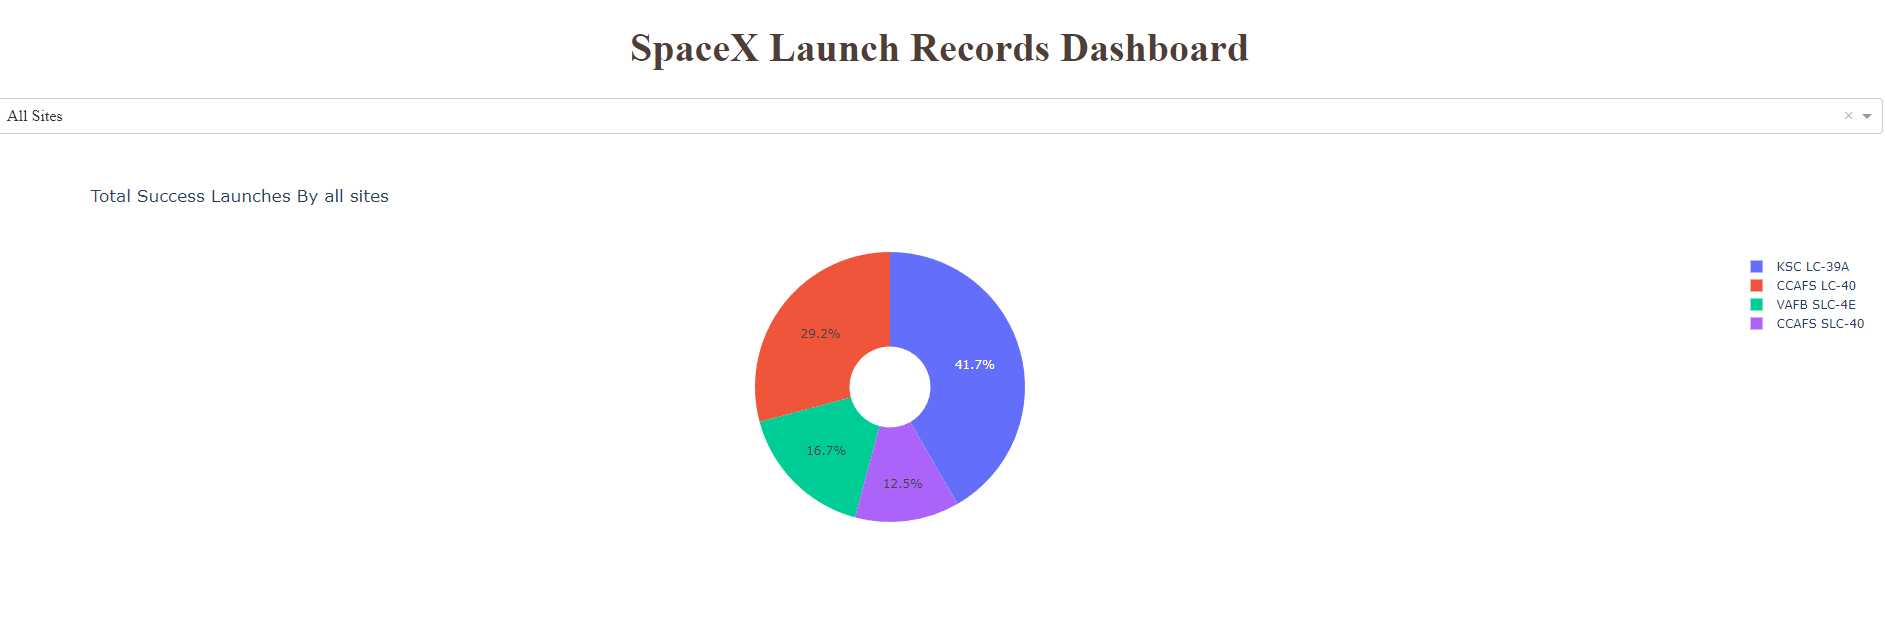 SpaceX Launch Records Dashboard
All Sites
× 
Total Success Launches By all sites
KSC LC-39A
CCAFS LC-40
VAFB SLC-4E
CCAFS SLC-40
29.2%
41.7%
16.7%
12.5%